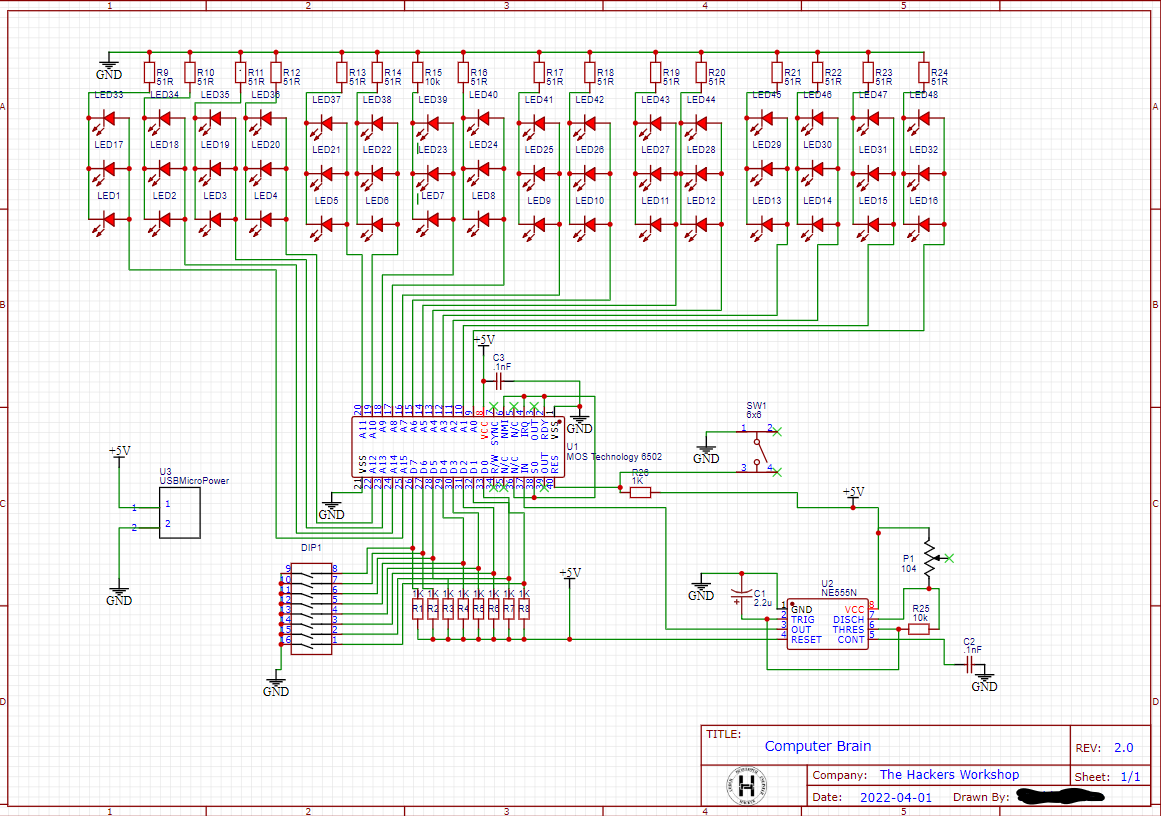 1 2 3 4 5
GND
R9 R10 R11 R12 R13 R14 R15 R16 R17 R18 R19 R20 R21 R22 R23 R24
51R 51R 51R 51R 51R 51R 10k 51R 51R 51R 51R 51R 51R 51R 51R 51R
LED33 LED34 LED35 LED36 LED37 LED38 LED39 LED40 LED41 LED42 LED43 LED44 LED45 LED46 LED47 LED48
A A
LED17 LED18 LED19 LED20 LED21 LED22 LED23 LED24 LED25 LED26 LED27 LED28 LED29 LED30 LED31 LED32
LED1 LED2 LED3 LED4 LED5 LED6 LED7 LED8 LED9 LED10 LED11 LED12 LED13 LED14 LED15 LED16
B B
+5V
C3
.1nF
20 19 18 17 16 15 14 13 12 11 10 9 8 7 6 5 4 3 2 1
A11 A10 A9 A8 A7 A6 A5 A4 A3 A2 A1 A0 VCC SYNC NMI N/C IRQ OUT RDY VSS
GND
U1
MOS Technology 6502
VSS A12 A13 A14 A15 D7 D6 D5 D4 D3 D2 D1 D0 R/W N/C N/C IN SO OUT RES
21 22 23 24 25 26 27 28 29 30 31 32 33 34 35 36 37 38 39 40
GND
SW1
6x6
1 2
GND
3 4
R26
1K
+5V
+5V
U3
USBMicroPower
1 1
2 2
GND
C C
DIP1
9 8
10 7
11 6
12 5
13 4
14 3
15 2
16 1
GND
+5V
1K 1K 1K 1K 1K 1K 1K 1K
R1 R2 R3 R4 R5 R6 R7 R8
P1
104
GND
C1
2.2u
U2
NE555N
1 GND VCC 8
2 TRIG DISCH 7
3 OUT THRES 6
4 RESET CONT 5
R25
10k
C2
.1nF
GND
D D
TITLE:
Computer Brain
REV: 2.0
H
Company: The Hackers Workshop
Sheet: 1/1
Date: 2022-04-01 Drawn By:
1 2 3 4 5